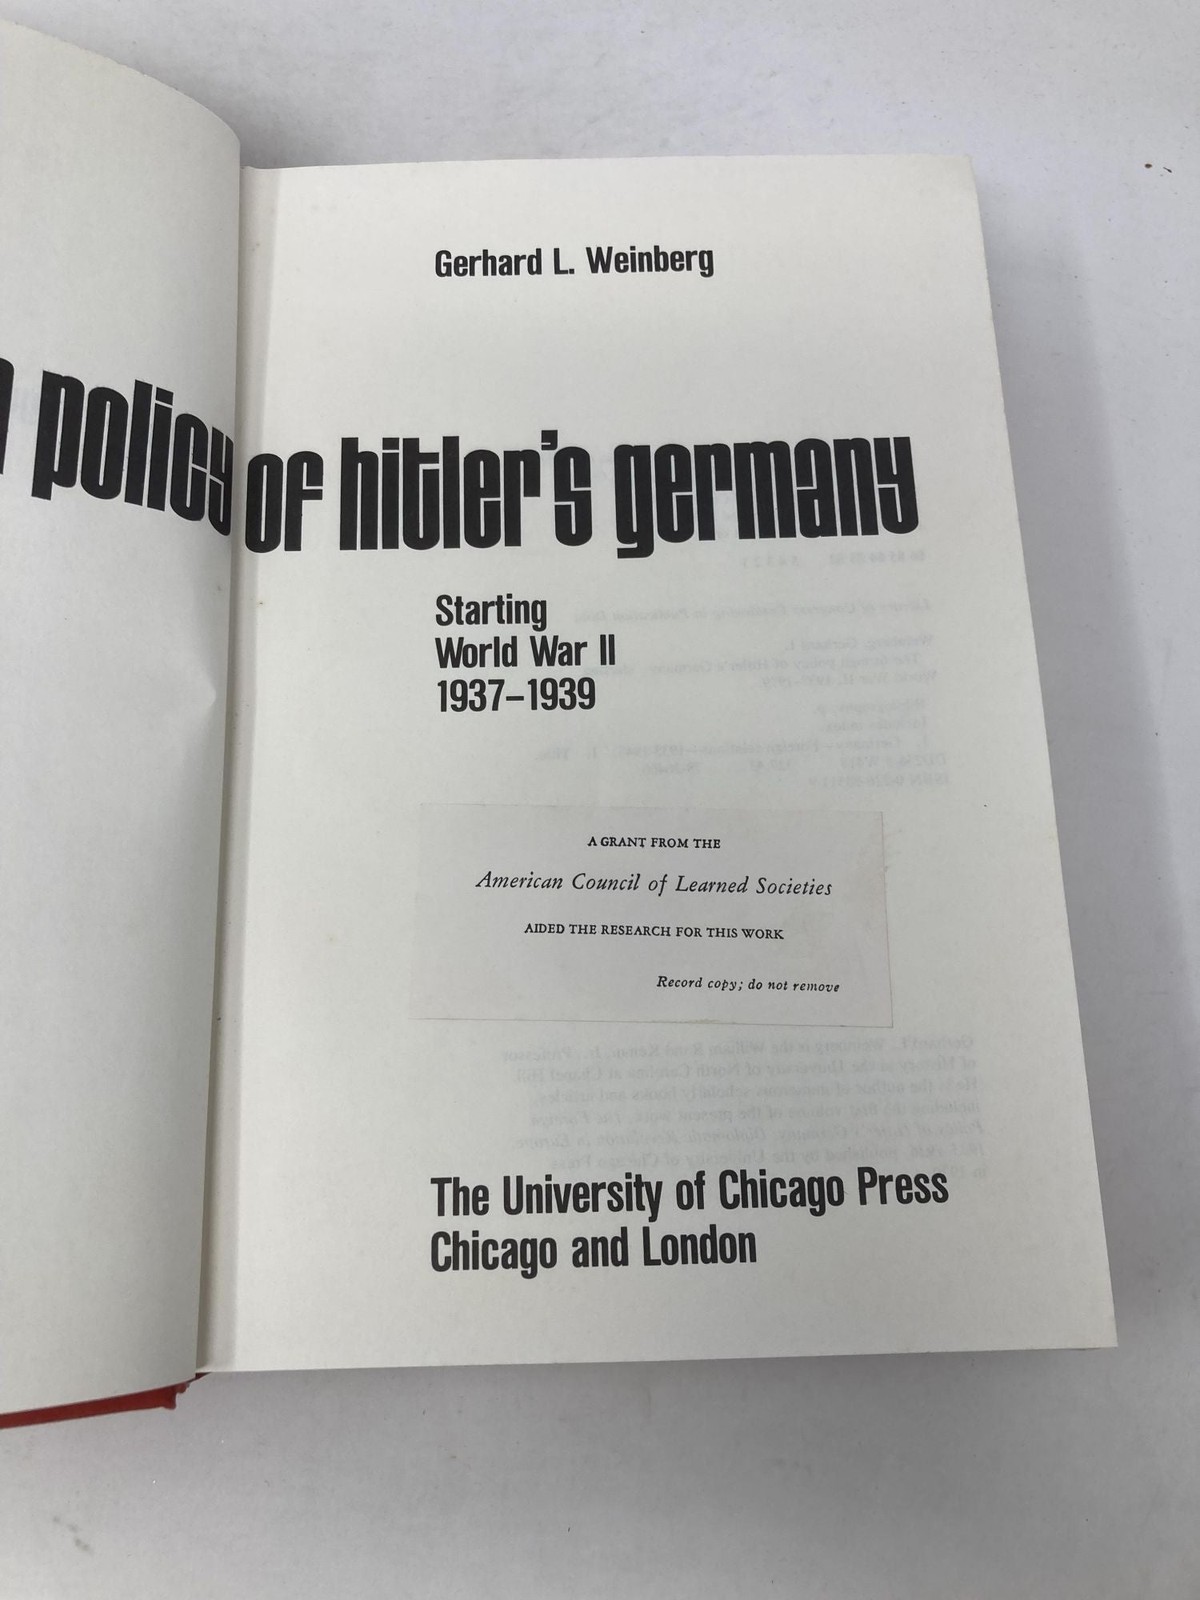 Gerhard L. Weinberg
policy of hitler's germany
Starting
World War II
1937–1939
A GRANT FROM THE
American Council of Learned Societies
AIDED THE RESEARCH FOR THIS WORK
Record copy; do not remove
The University of Chicago Press
Chicago and London